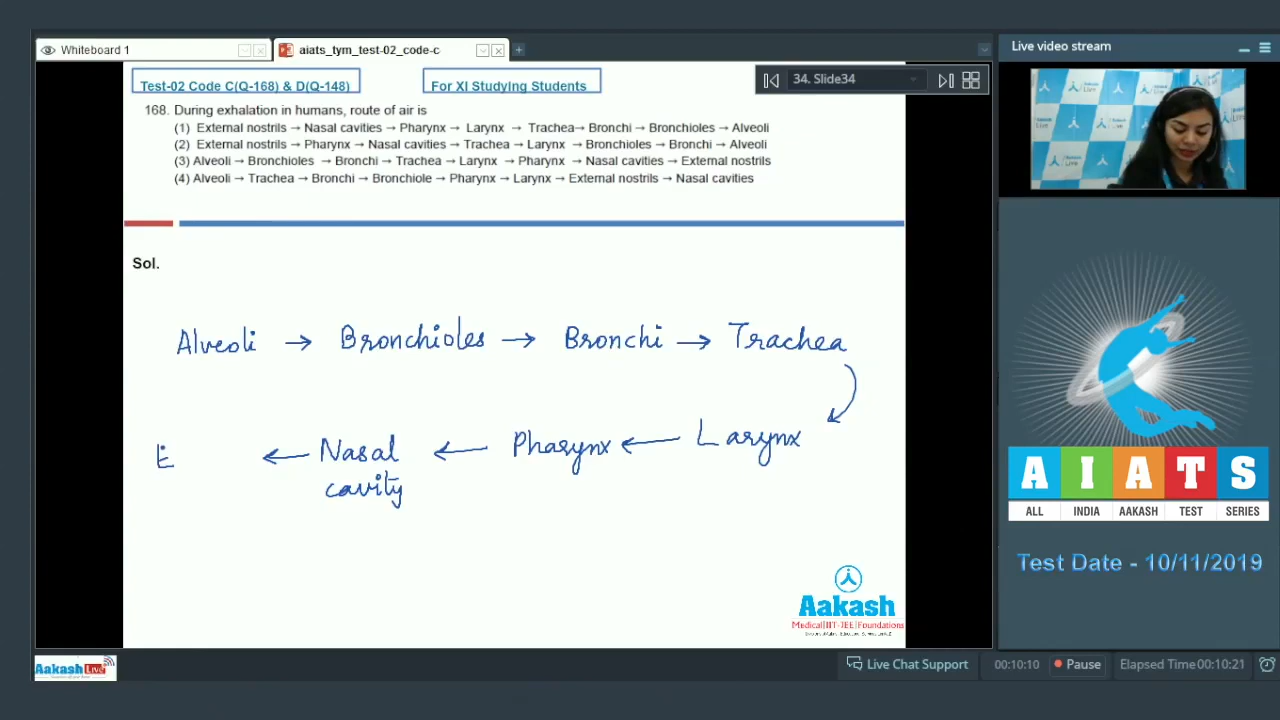 Whiteboard 1
aiats_tym_test-02_code-c
Live video stream
Test-02 Code C(Q-168) & D(Q-148)
For XI Studying Students
34. Slide34
168. During exhalation in humans, route of air is
(1) External nostrils → Nasal cavities → Pharynx → Larynx → Trachea → Bronchi → Bronchioles → Alveoli
(2) External nostrils → Pharynx → Nasal cavities → Trachea → Larynx → Bronchioles → Bronchi → Alveoli
(3) Alveoli → Bronchioles → Bronchi → Trachea → Larynx → Pharynx → Nasal cavities → External nostrils
(4) Alveoli → Trachea → Bronchi → Bronchiole → Pharynx → Larynx → External nostrils → Nasal cavities
Sol.
Alveoli → Bronchioles → Bronchi → Trachea
E ← Nasal ← Pharynx ← Larynx
cavity
A I A T S
ALL INDIA AAKASH TEST SERIES
Test Date - 10/11/2019
Aakash
Medical|IIT-JEE|Foundations
Aakash Live
Live Chat Support
00:10:10
Pause
Elapsed Time 00:10:21